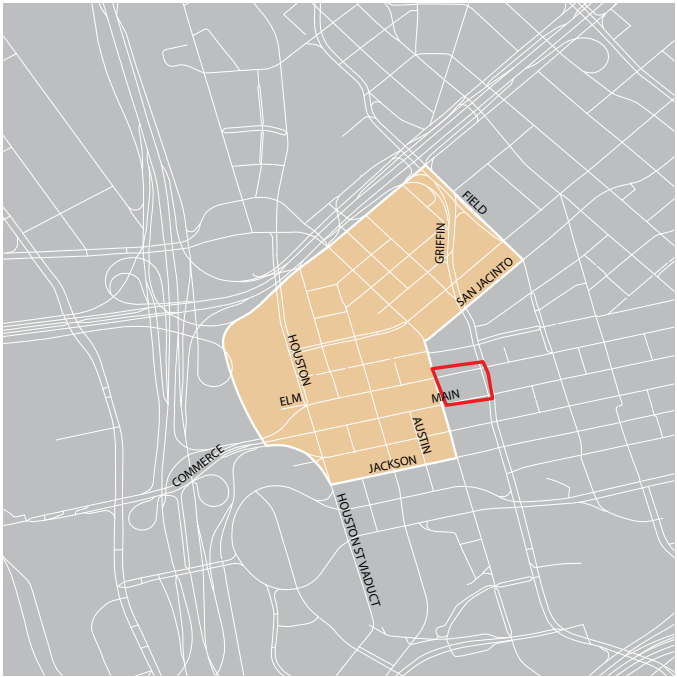 FIELD
GRIFFIN
SAN JACINTO
HOUSTON
ELM
MAIN
AUSTIN
COMMERCE
JACKSON
HOUSTON ST VIADUCT